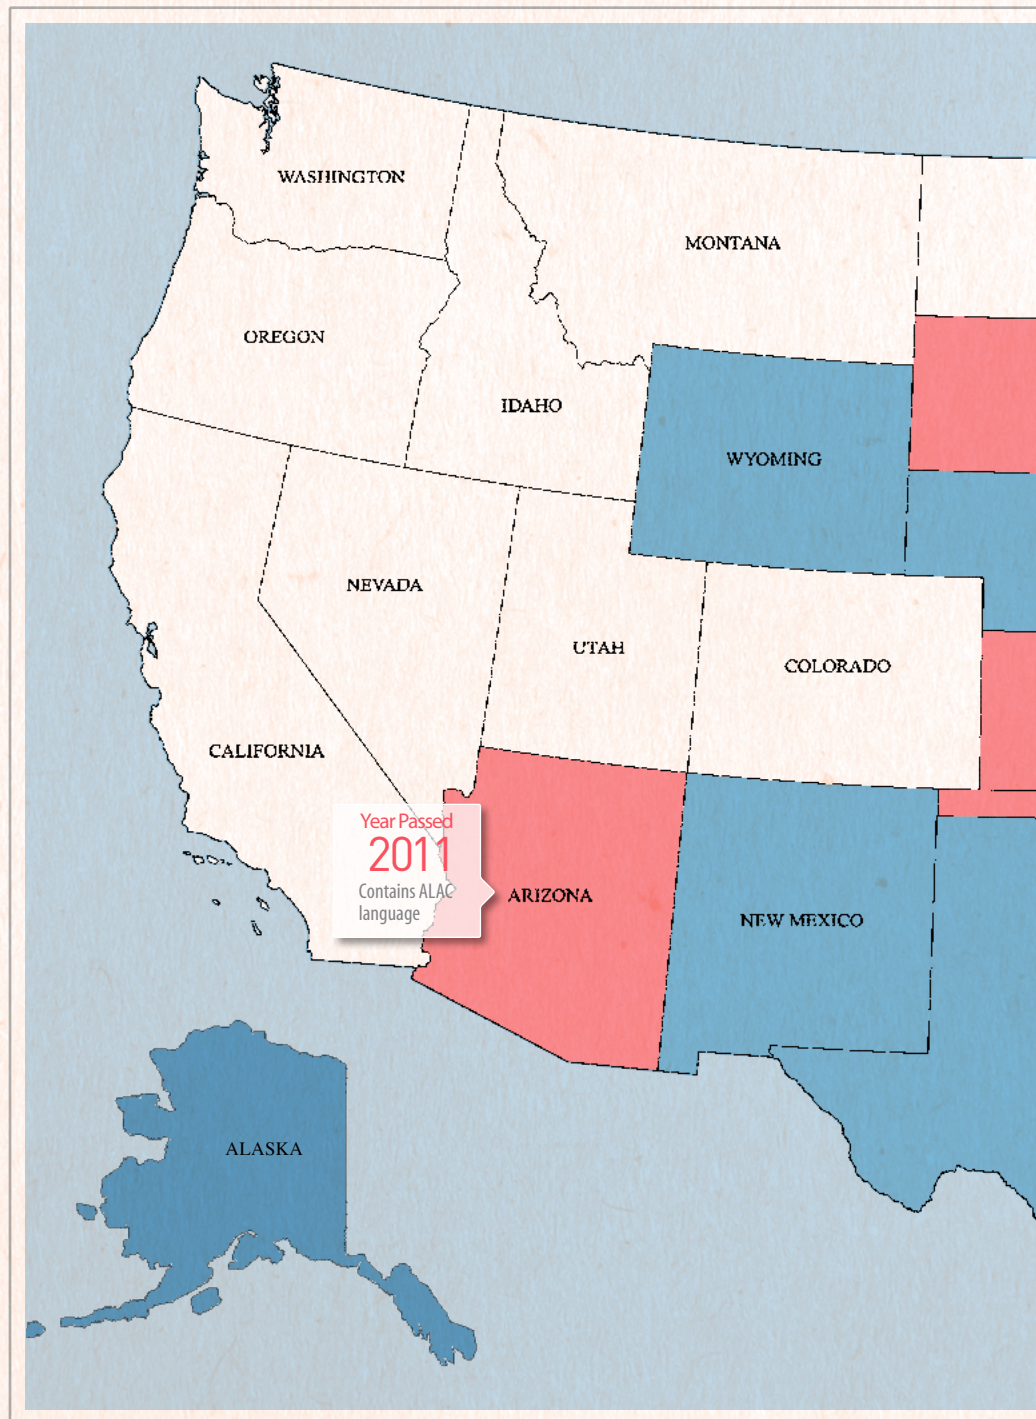 WASHINGTON
MONTANA
OREGON
IDAHO
WYOMING
NEVADA
UTAH
COLORADO
CALIFORNIA
Year Passed
2011
Contains ALAC
language
ARIZONA
NEW MEXICO
ALASKA